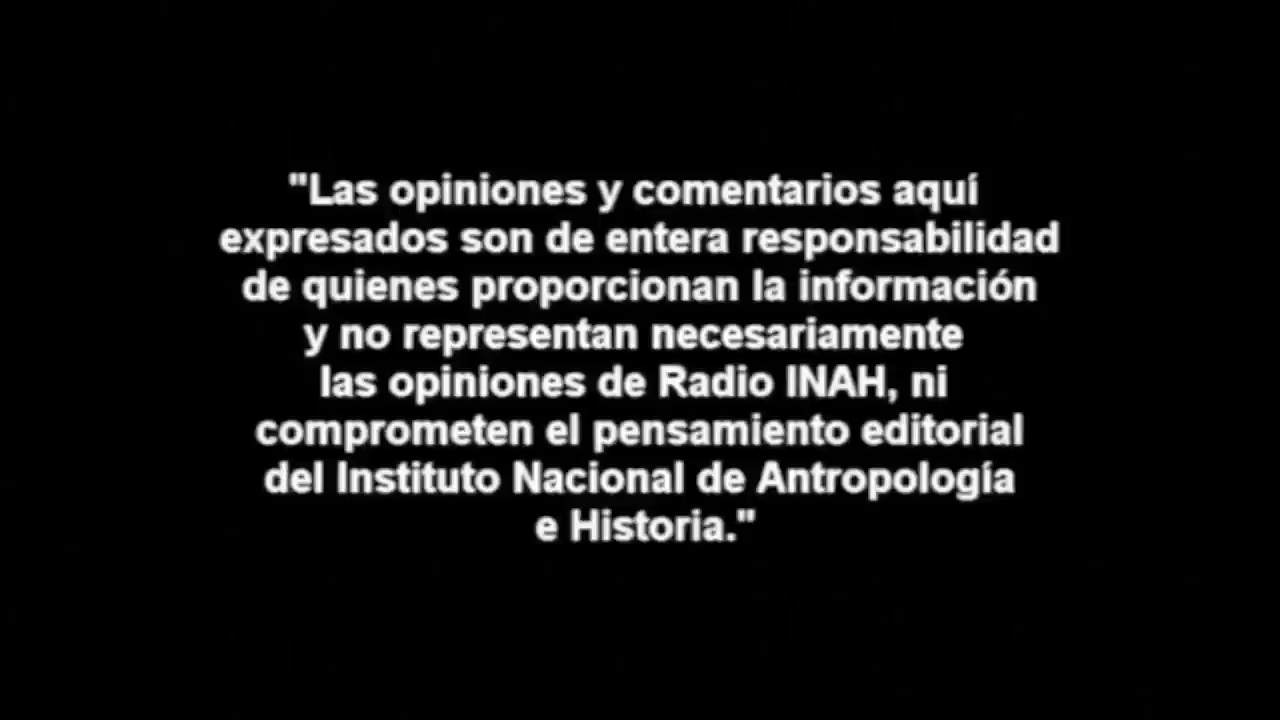 "Las opiniones y comentarios aquí
expresados son de entera responsabilidad
de quienes proporcionan la información
y no representan necesariamente
las opiniones de Radio INAH, ni
comprometen el pensamiento editorial
del Instituto Nacional de Antropología
e Historia."